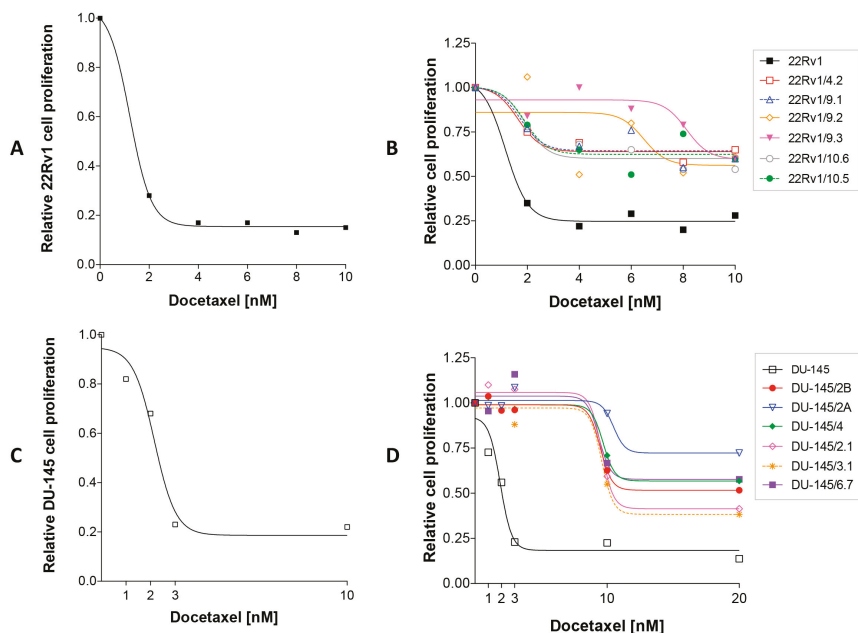 A
Relative 22Rv1 cell proliferation
1.0
0.8
0.6
0.4
0.2
0.0
0 2 4 6 8 10
Docetaxel [nM]
B
Relative cell proliferation
1.25
1.00
0.75
0.50
0.25
0.00
0 2 4 6 8 10
Docetaxel [nM]
22Rv1
22Rv1/4.2
22Rv1/9.1
22Rv1/9.2
22Rv1/9.3
22Rv1/10.6
22Rv1/10.5
C
Relative DU-145 cell proliferation
1.0
0.8
0.6
0.4
0.2
0.0
1 2 3 10
Docetaxel [nM]
D
Relative cell proliferation
1.25
1.00
0.75
0.50
0.25
0.00
1 2 3 10 20
Docetaxel [nM]
DU-145
DU-145/2B
DU-145/2A
DU-145/4
DU-145/2.1
DU-145/3.1
DU-145/6.7